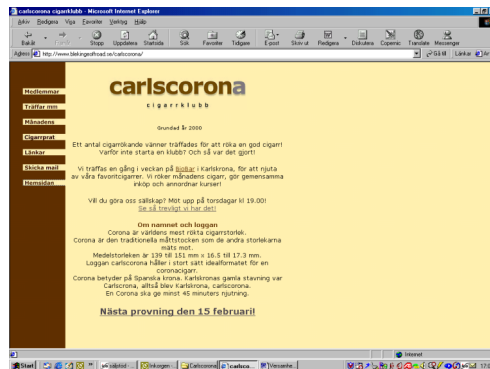 carlscorona cigarrklubb - Microsoft Internet Explorer
Arkiv Redigera Visa Favoriter Verktyg Hjälp
Bakåt Stopp Uppdatera Startsida Sök Favoriter Tidigare E-post Skriv ut Redigera Diskutera Copernic Translate Messenger
Adress http://www.blekingeoffroad.se/carlscorona/ Gå till Länkar
carlscorona
cigarrklubb
Medlemmar
Träffar mm
Månadens
Cigarrprat
Länkar
Skicka mail
Hemsidan
Grundad år 2000
Ett antal cigarrökande vänner träffades för att röka en god cigarr!
Varför inte starta en klubb? Och så var det gjort!
Vi träffas en gång i veckan på BioBar i Karlskrona, för att njuta
av våra favoritcigarrer. Vi röker månadens cigarr, gör gemensamma
inköp och annordnar kurser!
Vill du göra oss sällskap? Möt upp på torsdagar kl 19.00!
Se så trevligt vi har det!
Om namnet och loggan
Corona är världens mest rökta cigarrstorlek.
Corona är den traditionella måttstocken som de andra storlekarna
mäts mot.
Medelstorleken är 139 till 151 mm x 16.5 till 17.3 mm.
Loggan carlscorona håller i stort sätt idealformatet för en
coronacigarr.
Corona betyder på Spanska krona. Karlskronas gamla stavning var
Carlscrona, alltså blev Karlskrona, carlscorona.
En Corona ska ge minst 45 minuters njutning.
Nästa provning den 15 februari!
Internet
Start Inkorgen - Carlscorona carlsco...